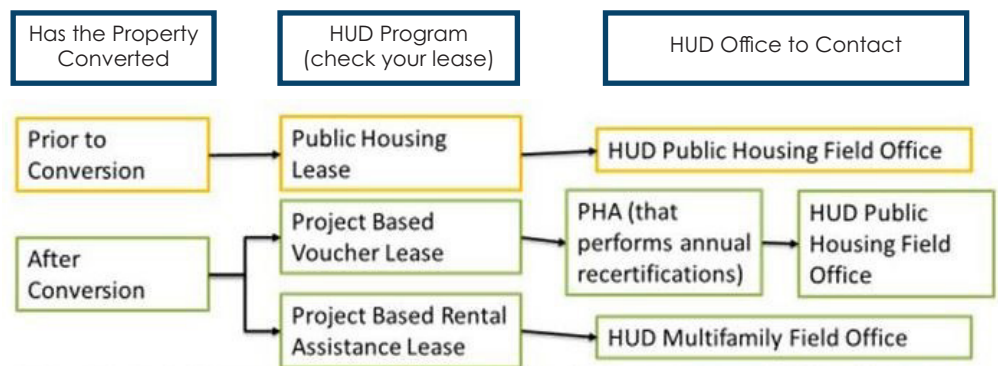 Has the Property
Converted
HUD Program
(check your lease)
HUD Office to Contact
Prior to
Conversion
Public Housing
Lease
HUD Public Housing Field Office
After
Conversion
Project Based
Voucher Lease
PHA (that
performs annual
recertifications)
HUD Public
Housing Field
Office
Project Based Rental
Assistance Lease
HUD Multifamily Field Office